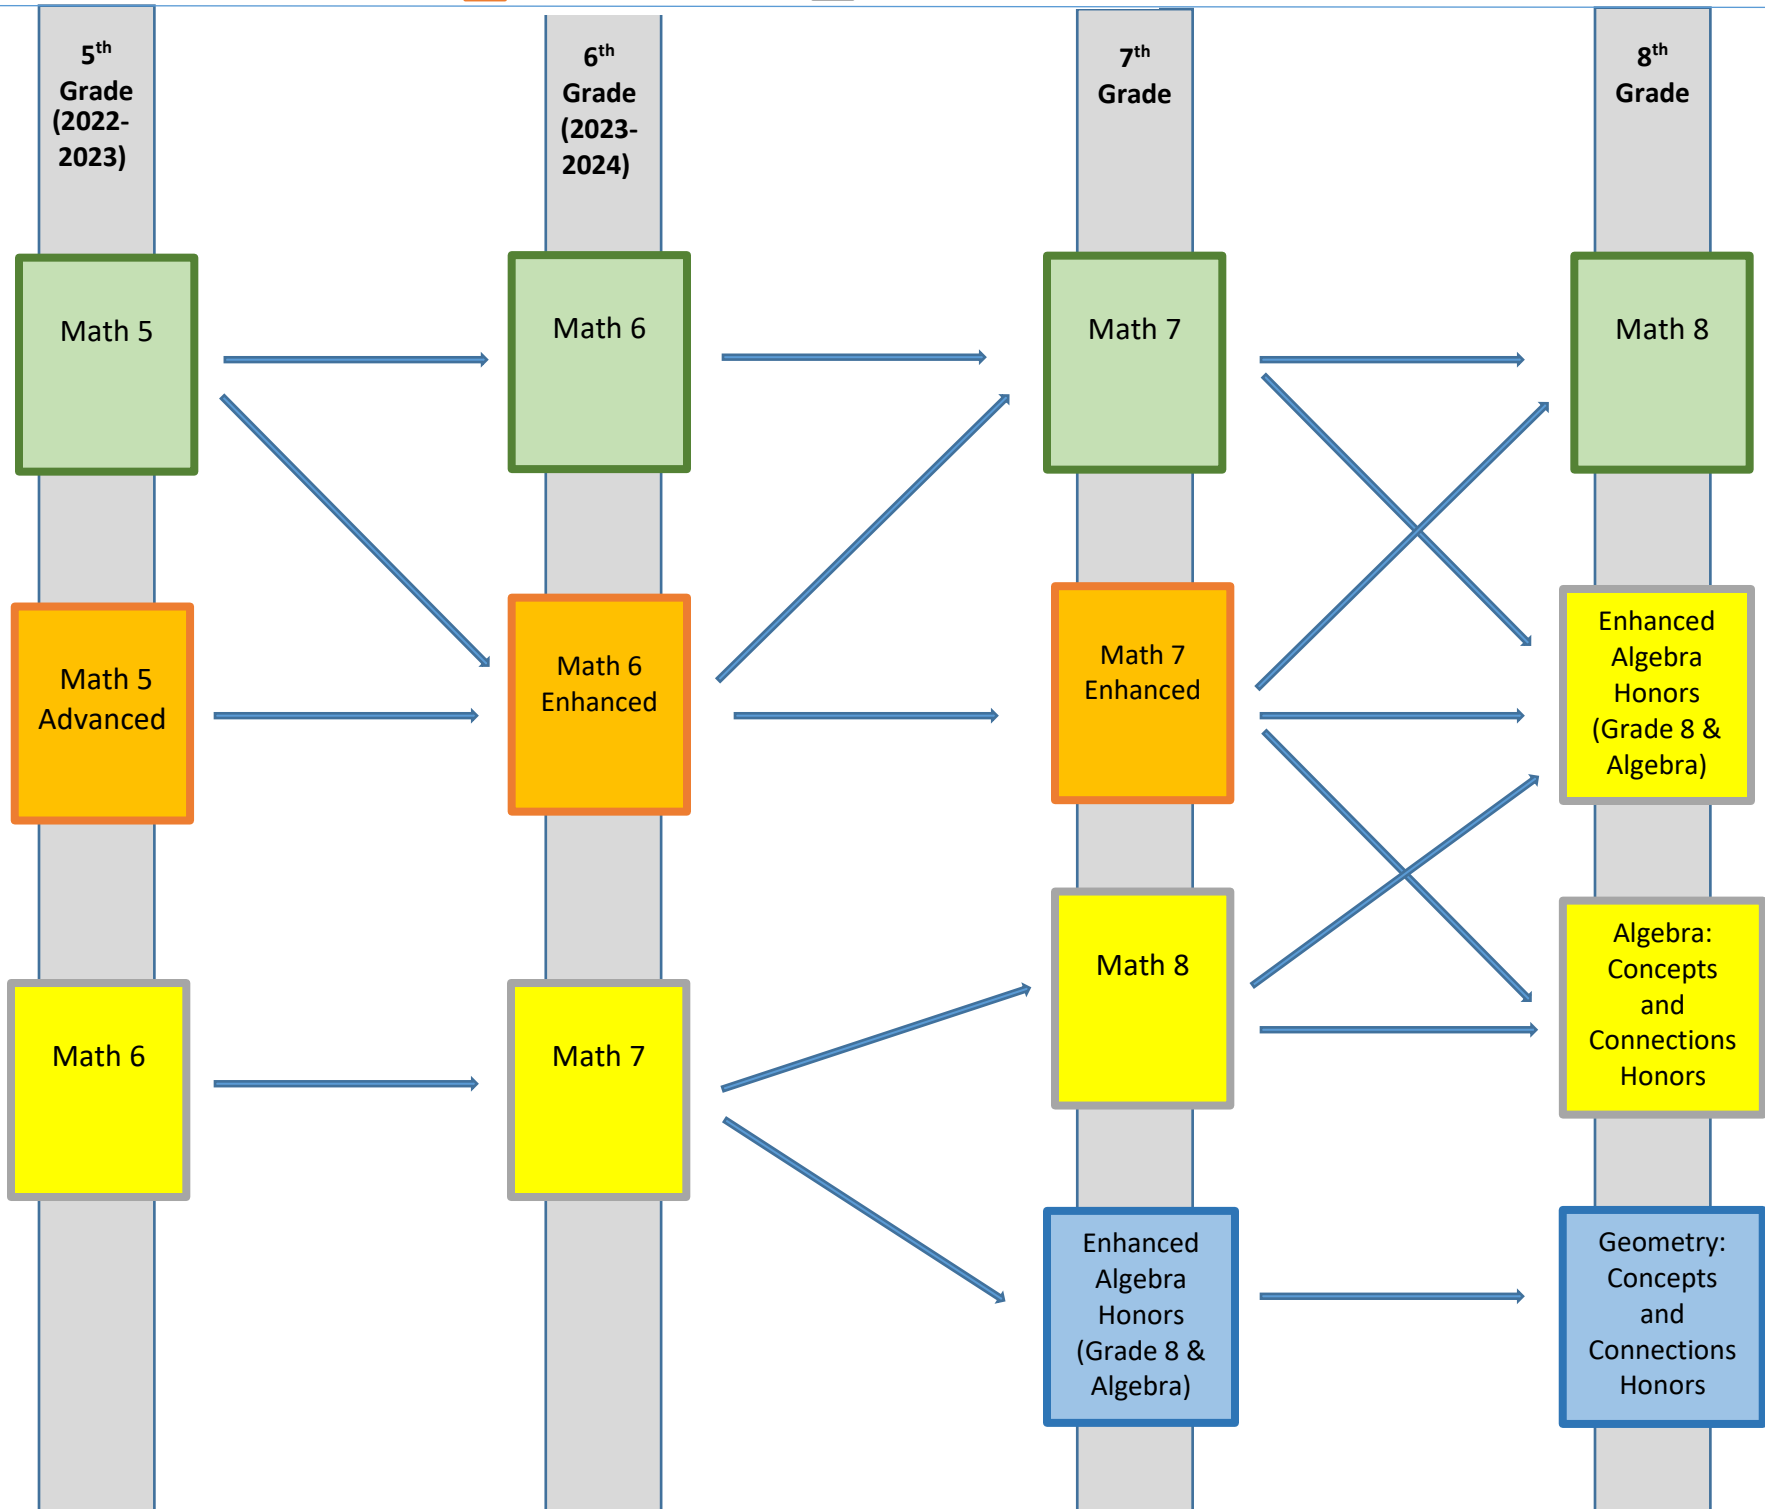 5th
Grade
(2022-
2023)
6th
Grade
(2023-
2024)
7th
Grade
8th
Grade
Math 5
Math 6
Math 7
Math 8
Math 5
Advanced
Math 6
Enhanced
Math 7
Enhanced
Enhanced
Algebra
Honors
(Grade 8 &
Algebra)
Math 6
Math 7
Math 8
Algebra:
Concepts
and
Connections
Honors
Enhanced
Algebra
Honors
(Grade 8 &
Algebra)
Geometry:
Concepts
and
Connections
Honors